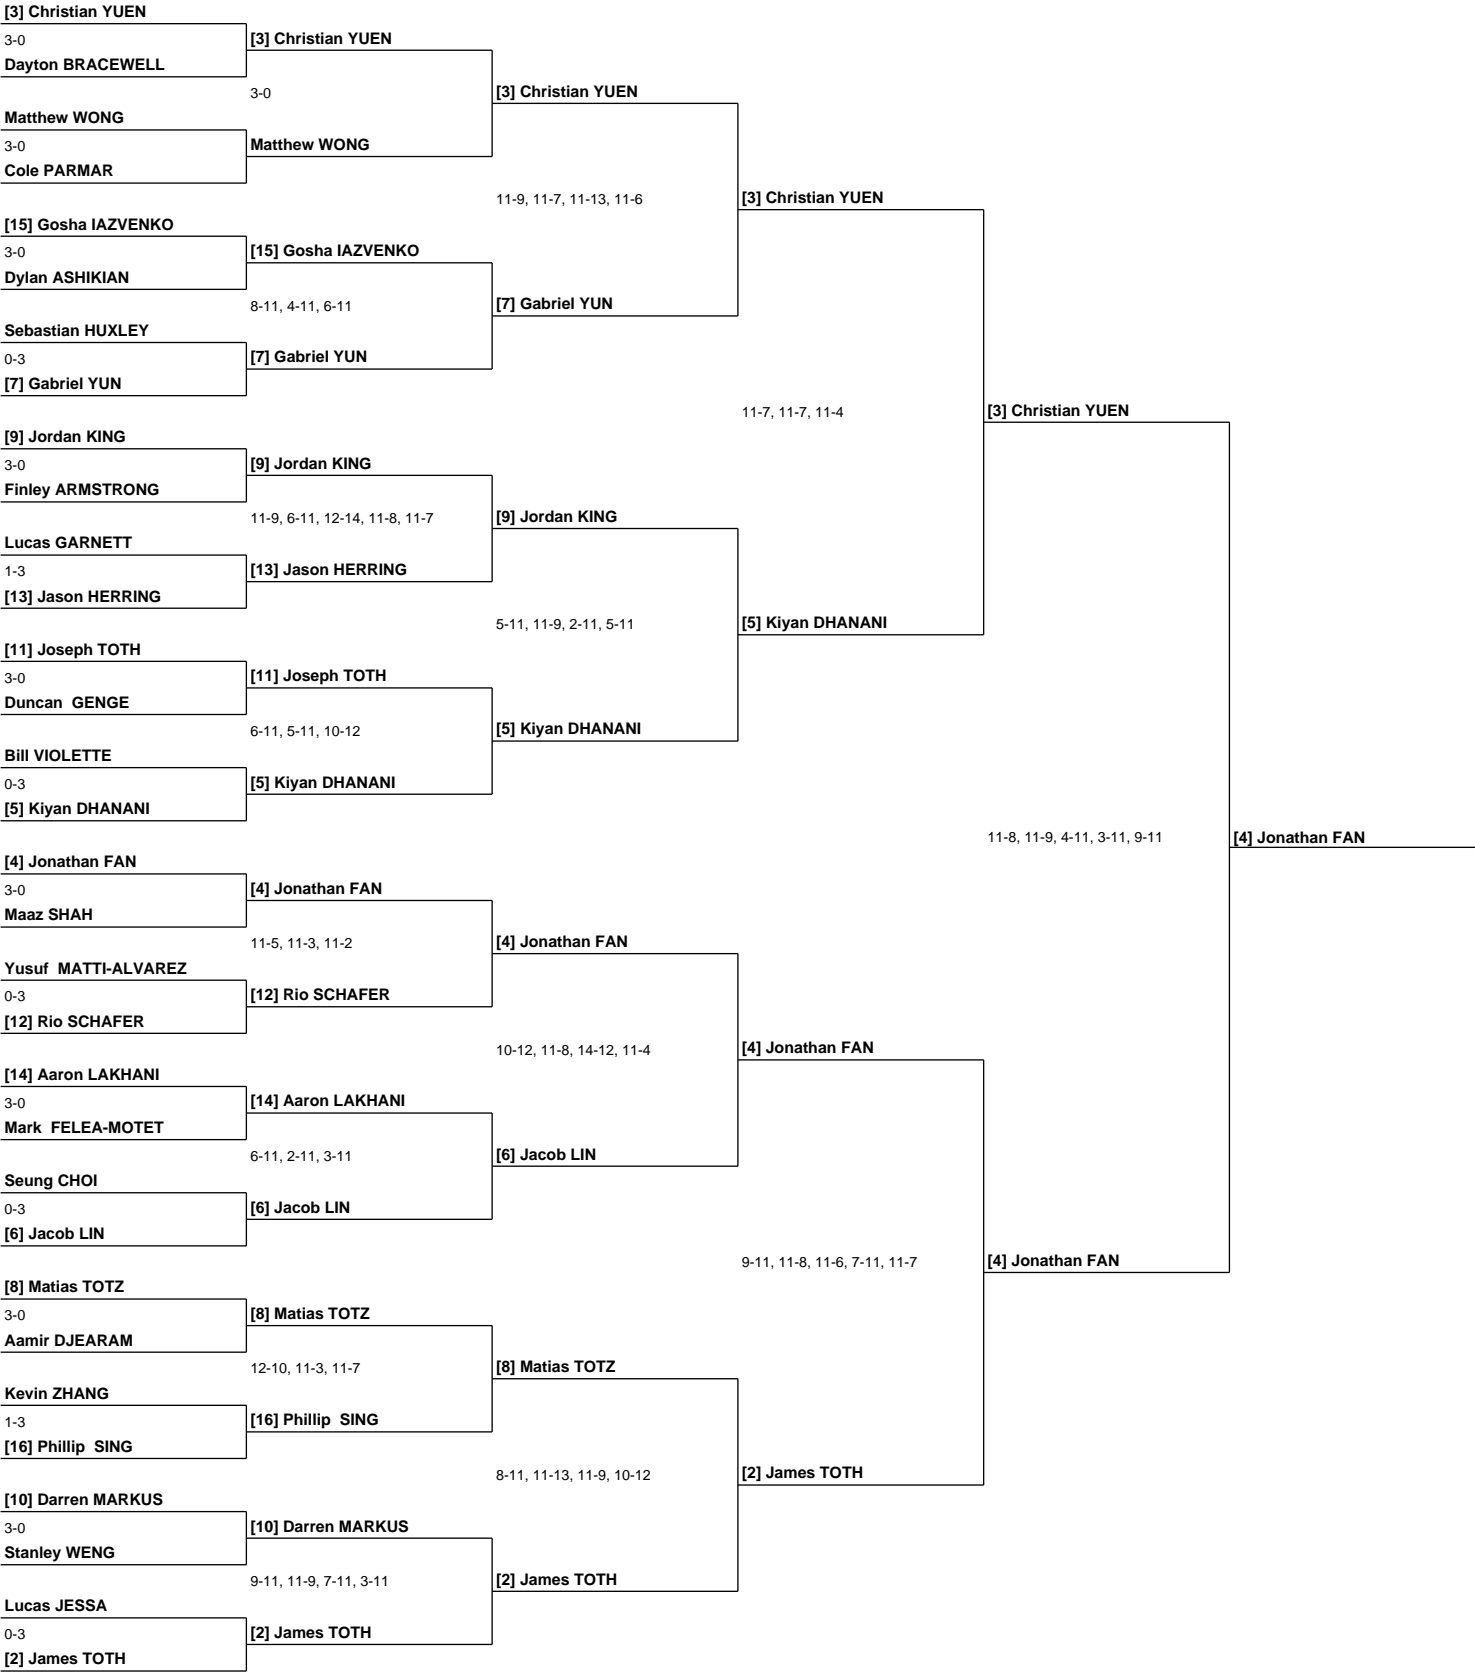 [3] Christian YUEN
3-0
[3] Christian YUEN
Dayton BRACEWELL
3-0
[3] Christian YUEN
Matthew WONG
3-0
Matthew WONG
Cole PARMAR
11-9, 11-7, 11-13, 11-6
[3] Christian YUEN
[15] Gosha IAZVENKO
3-0
[15] Gosha IAZVENKO
Dylan ASHIKIAN
8-11, 4-11, 6-11
[7] Gabriel YUN
Sebastian HUXLEY
0-3
[7] Gabriel YUN
[7] Gabriel YUN
11-7, 11-7, 11-4
[3] Christian YUEN
[9] Jordan KING
3-0
[9] Jordan KING
Finley ARMSTRONG
11-9, 6-11, 12-14, 11-8, 11-7
[9] Jordan KING
Lucas GARNETT
1-3
[13] Jason HERRING
[13] Jason HERRING
5-11, 11-9, 2-11, 5-11
[5] Kiyan DHANANI
[11] Joseph TOTH
3-0
[11] Joseph TOTH
Duncan  GENGE
6-11, 5-11, 10-12
[5] Kiyan DHANANI
Bill VIOLETTE
0-3
[5] Kiyan DHANANI
[5] Kiyan DHANANI
11-8, 11-9, 4-11, 3-11, 9-11
[4] Jonathan FAN
[4] Jonathan FAN
3-0
[4] Jonathan FAN
Maaz SHAH
11-5, 11-3, 11-2
[4] Jonathan FAN
Yusuf  MATTI-ALVAREZ
0-3
[12] Rio SCHAFER
[12] Rio SCHAFER
10-12, 11-8, 14-12, 11-4
[4] Jonathan FAN
[14] Aaron LAKHANI
3-0
[14] Aaron LAKHANI
Mark  FELEA-MOTET
6-11, 2-11, 3-11
[6] Jacob LIN
Seung CHOI
0-3
[6] Jacob LIN
[6] Jacob LIN
9-11, 11-8, 11-6, 7-11, 11-7
[4] Jonathan FAN
[8] Matias TOTZ
3-0
[8] Matias TOTZ
Aamir DJEARAM
12-10, 11-3, 11-7
[8] Matias TOTZ
Kevin ZHANG
1-3
[16] Phillip  SING
[16] Phillip  SING
8-11, 11-13, 11-9, 10-12
[2] James TOTH
[10] Darren MARKUS
3-0
[10] Darren MARKUS
Stanley WENG
9-11, 11-9, 7-11, 3-11
[2] James TOTH
Lucas JESSA
0-3
[2] James TOTH
[2] James TOTH